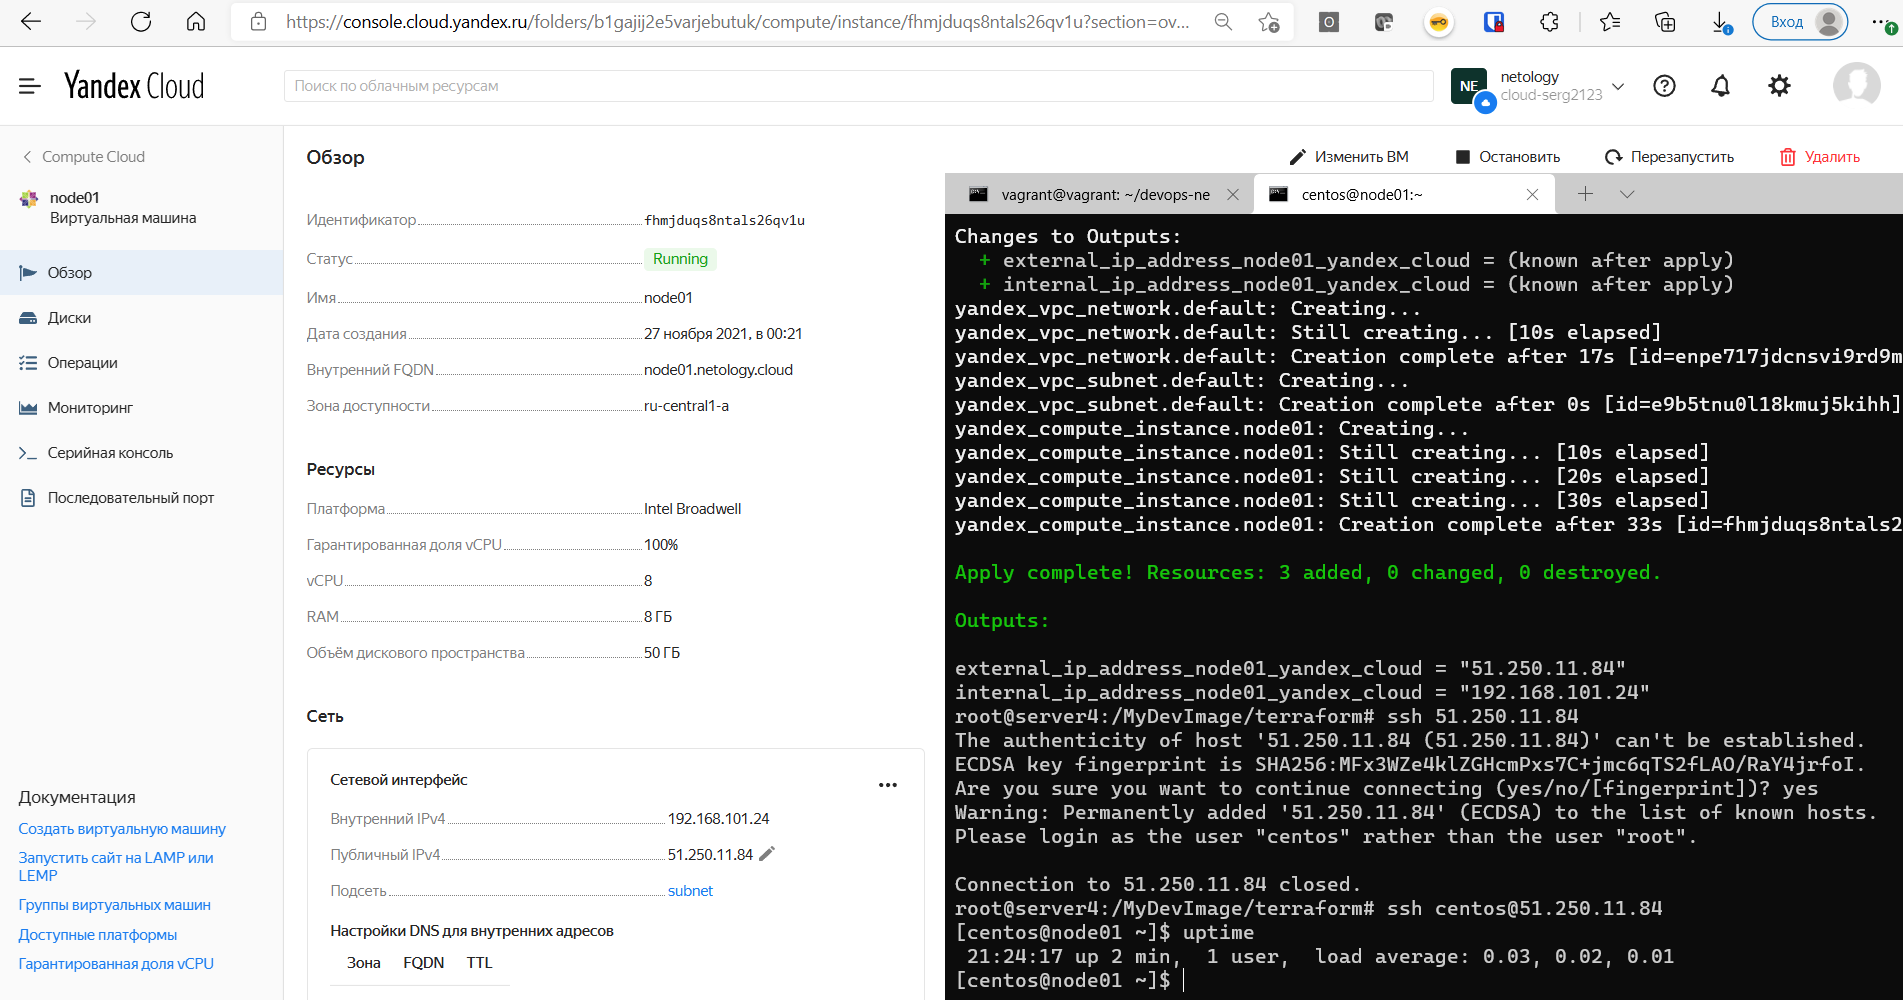 https://console.cloud.yandex.ru/folders/b1gajij2e5varjebutuk/compute/instance/fhmjduqs8ntals26qv1u?section=ov...
Вход
Yandex Cloud
Поиск по облачным ресурсам
NE
netology
cloud-serg2123
Compute Cloud
node01
Виртуальная машина
Обзор
Диски
Операции
Мониторинг
Серийная консоль
Последовательный порт
Документация
Создать виртуальную машину
Запустить сайт на LAMP или
LEMP
Группы виртуальных машин
Доступные платформы
Гарантированная доля vCPU
Обзор
Изменить ВМ
Остановить
Перезапустить
Удалить
Идентификатор fhmjduqs8ntals26qv1u
Статус Running
Имя node01
Дата создания 27 ноября 2021, в 00:21
Внутренний FQDN node01.netology.cloud
Зона доступности ru-central1-a
Ресурсы
Платформа Intel Broadwell
Гарантированная доля vCPU 100%
vCPU 8
RAM 8 ГБ
Объём дискового пространства 50 ГБ
Сеть
Сетевой интерфейс
Внутренний IPv4 192.168.101.24
Публичный IPv4 51.250.11.84
Подсеть subnet
Настройки DNS для внутренних адресов
Зона FQDN TTL
vagrant@vagrant: ~/devops-ne
centos@node01:~
Changes to Outputs:
+ external_ip_address_node01_yandex_cloud = (known after apply)
+ internal_ip_address_node01_yandex_cloud = (known after apply)
yandex_vpc_network.default: Creating...
yandex_vpc_network.default: Still creating... [10s elapsed]
yandex_vpc_network.default: Creation complete after 17s [id=enpe717jdcnsvi9rd9m
yandex_vpc_subnet.default: Creating...
yandex_vpc_subnet.default: Creation complete after 0s [id=e9b5tnu0l18kmuj5kihh]
yandex_compute_instance.node01: Creating...
yandex_compute_instance.node01: Still creating... [10s elapsed]
yandex_compute_instance.node01: Still creating... [20s elapsed]
yandex_compute_instance.node01: Still creating... [30s elapsed]
yandex_compute_instance.node01: Creation complete after 33s [id=fhmjduqs8ntals2
Apply complete! Resources: 3 added, 0 changed, 0 destroyed.
Outputs:
external_ip_address_node01_yandex_cloud = "51.250.11.84"
internal_ip_address_node01_yandex_cloud = "192.168.101.24"
root@server4:/MyDevImage/terraform# ssh 51.250.11.84
The authenticity of host '51.250.11.84 (51.250.11.84)' can't be established.
ECDSA key fingerprint is SHA256:MFx3WZe4klZGHcmPxs7C+jmc6qTS2fLAO/RaY4jrfoI.
Are you sure you want to continue connecting (yes/no/[fingerprint])? yes
Warning: Permanently added '51.250.11.84' (ECDSA) to the list of known hosts.
Please login as the user "centos" rather than the user "root".
Connection to 51.250.11.84 closed.
root@server4:/MyDevImage/terraform# ssh centos@51.250.11.84
[centos@node01 ~]$ uptime
21:24:17 up 2 min,  1 user,  load average: 0.03, 0.02, 0.01
[centos@node01 ~]$